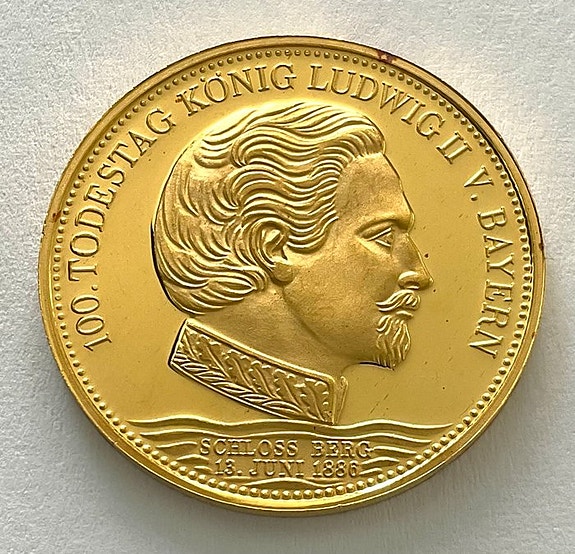 100. TODESTAG KÖNIG LUDWIG II V. BAYERN
SCHLOSS BERG
13. JUNI 1886